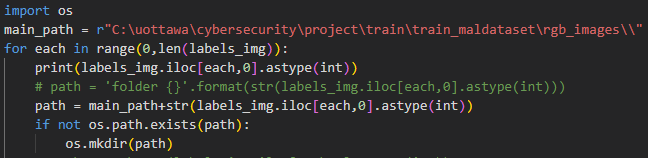 import os
main_path = r"C:\uottawa\cybersecurity\project\train\train_maldataset\rgb_images\\"
for each in range(0,len(labels_img)):
    print(labels_img.iloc[each,0].astype(int))
    # path = 'folder {}'.format(str(labels_img.iloc[each,0].astype(int)))
    path = main_path+str(labels_img.iloc[each,0].astype(int))
    if not os.path.exists(path):
        os.mkdir(path)